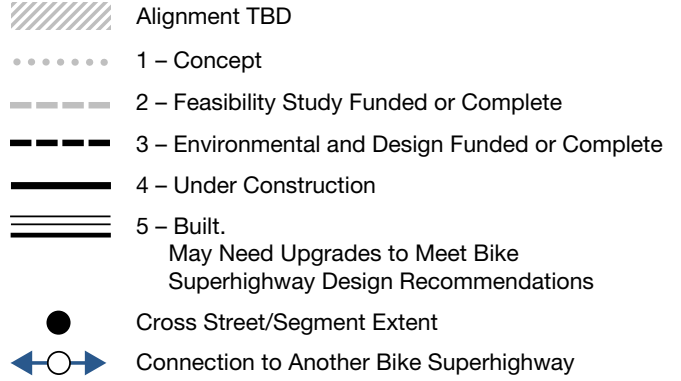 Alignment TBD
1 – Concept
2 – Feasibility Study Funded or Complete
3 – Environmental and Design Funded or Complete
4 – Under Construction
5 – Built.
May Need Upgrades to Meet Bike
Superhighway Design Recommendations
Cross Street/Segment Extent
Connection to Another Bike Superhighway